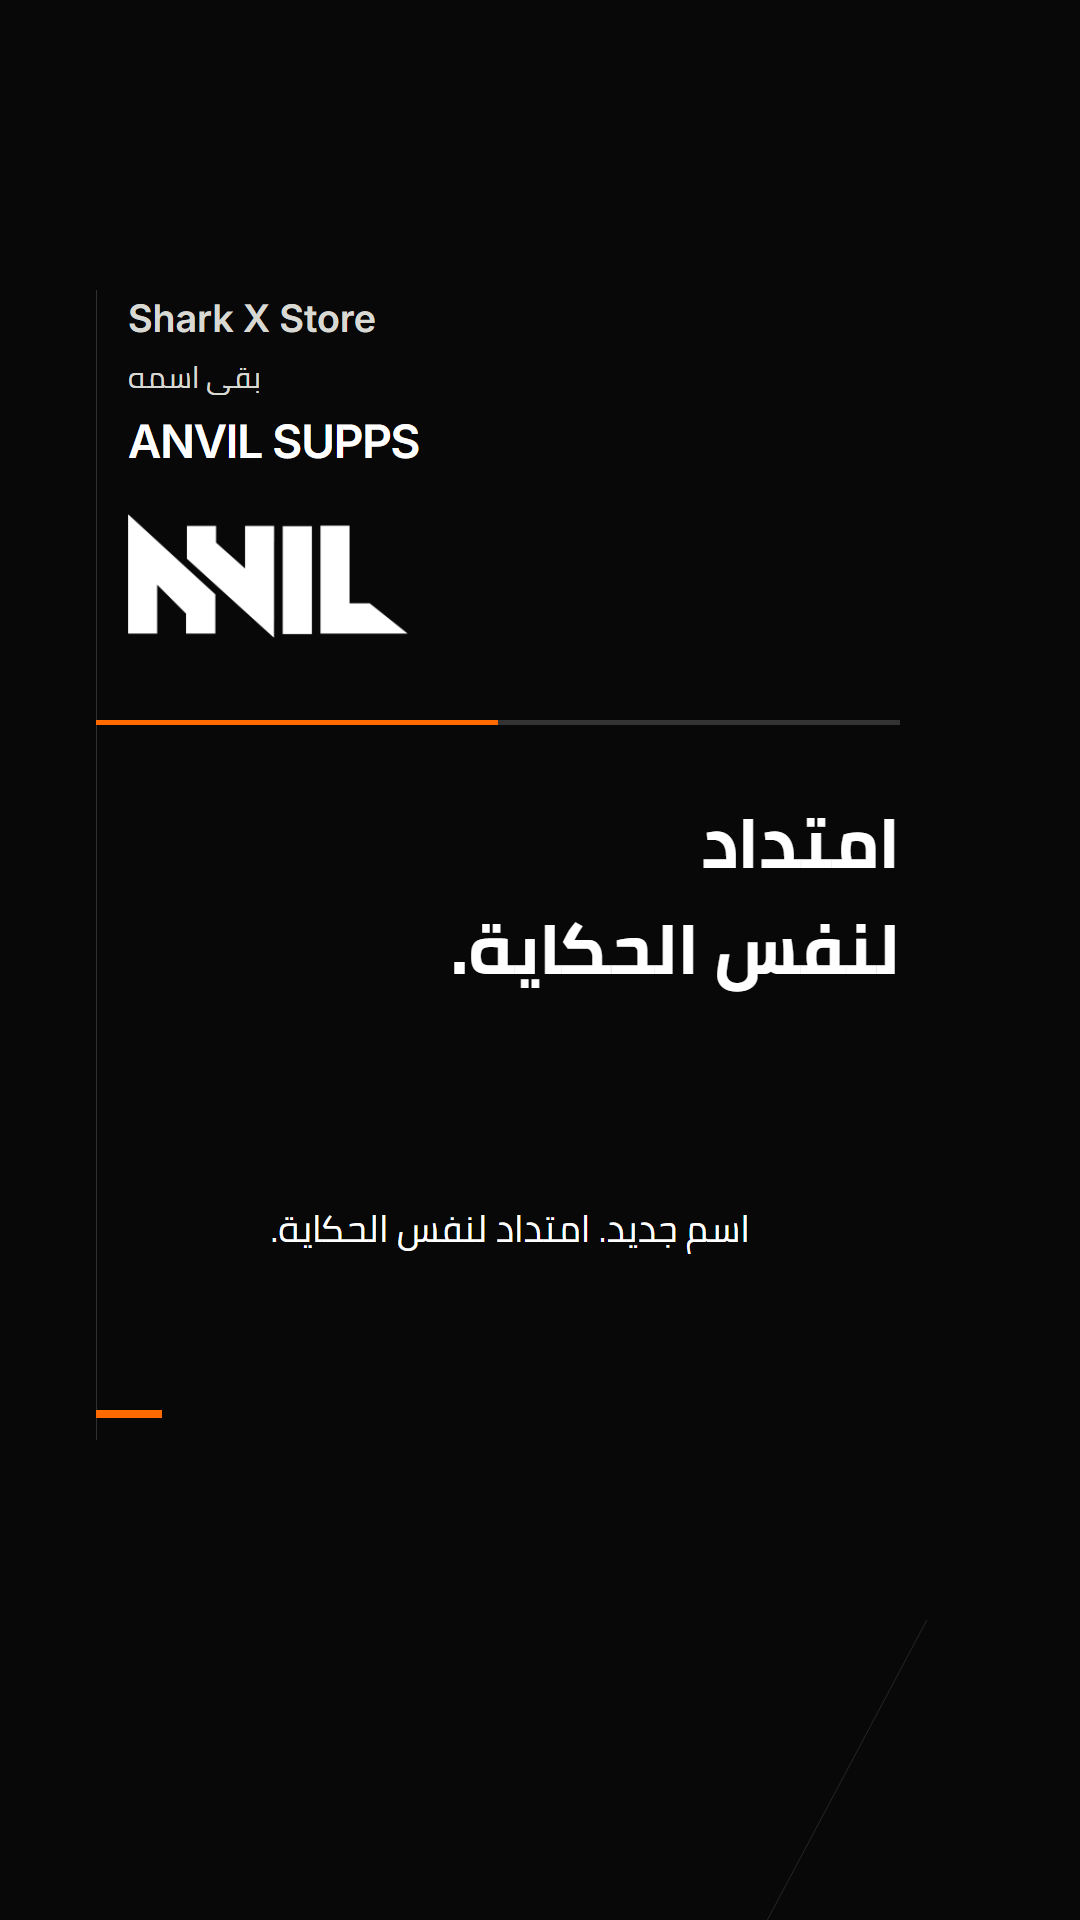 Shark X Store
بقى اسمه
ANVIL SUPPS
ANVIL
امتداد
لنفس الحكاية.
اسم جديد. امتداد لنفس الحكاية.